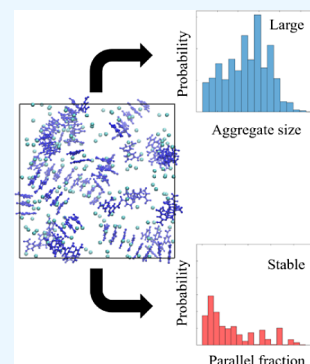 Large
Probability
Aggregate size
Stable
Probability
Parallel fraction